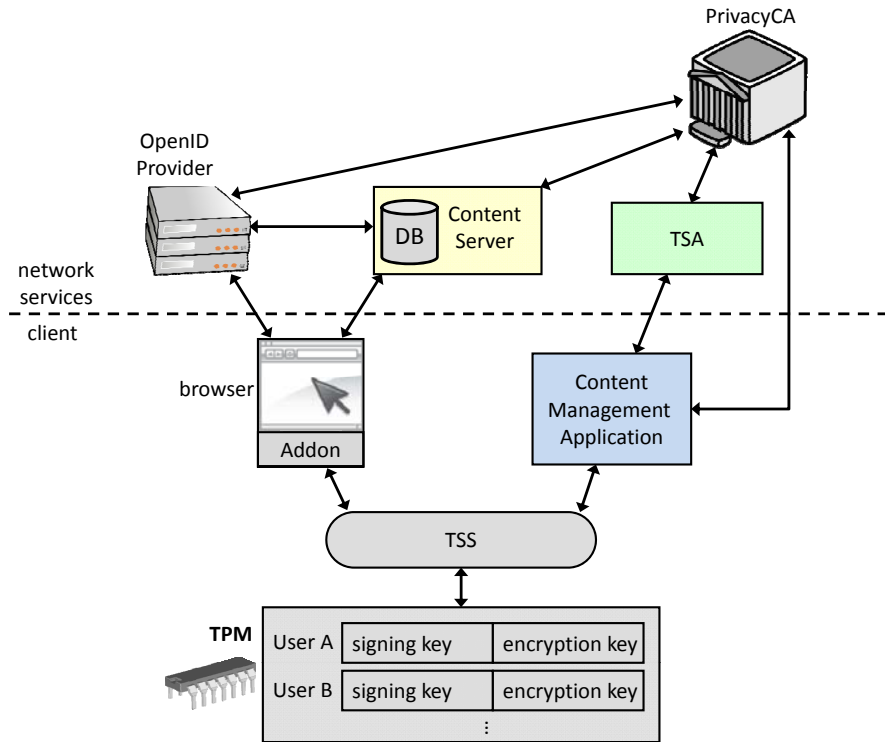 PrivacyCA
OpenID
Provider
DB
Content
Server
TSA
network
services
client
browser
Addon
Content
Management
Application
TSS
TPM
User A
signing key
encryption key
User B
signing key
encryption key
...